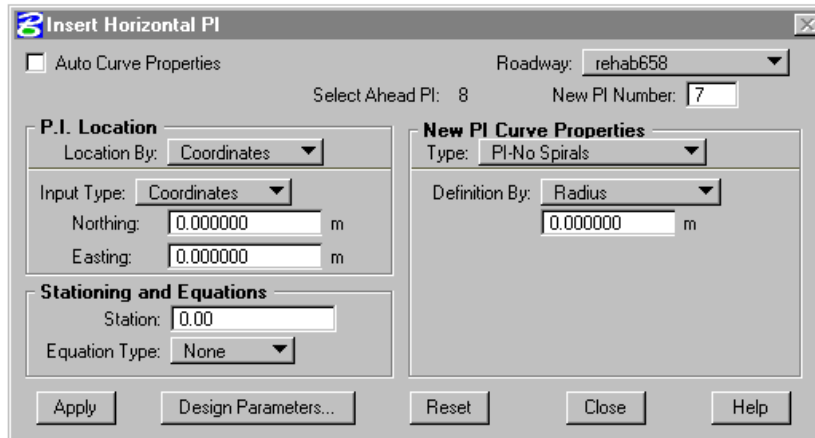 Insert Horizontal PI
Auto Curve Properties
Roadway: rehab658
Select Ahead PI: 8 New PI Number: 7
P.I. Location
Location By: Coordinates
Input Type: Coordinates
Northing: 0.000000 m
Easting: 0.000000 m
New PI Curve Properties
Type: PI-No Spirals
Definition By: Radius
0.000000 m
Stationing and Equations
Station: 0.00
Equation Type: None
Apply Design Parameters... Reset Close Help